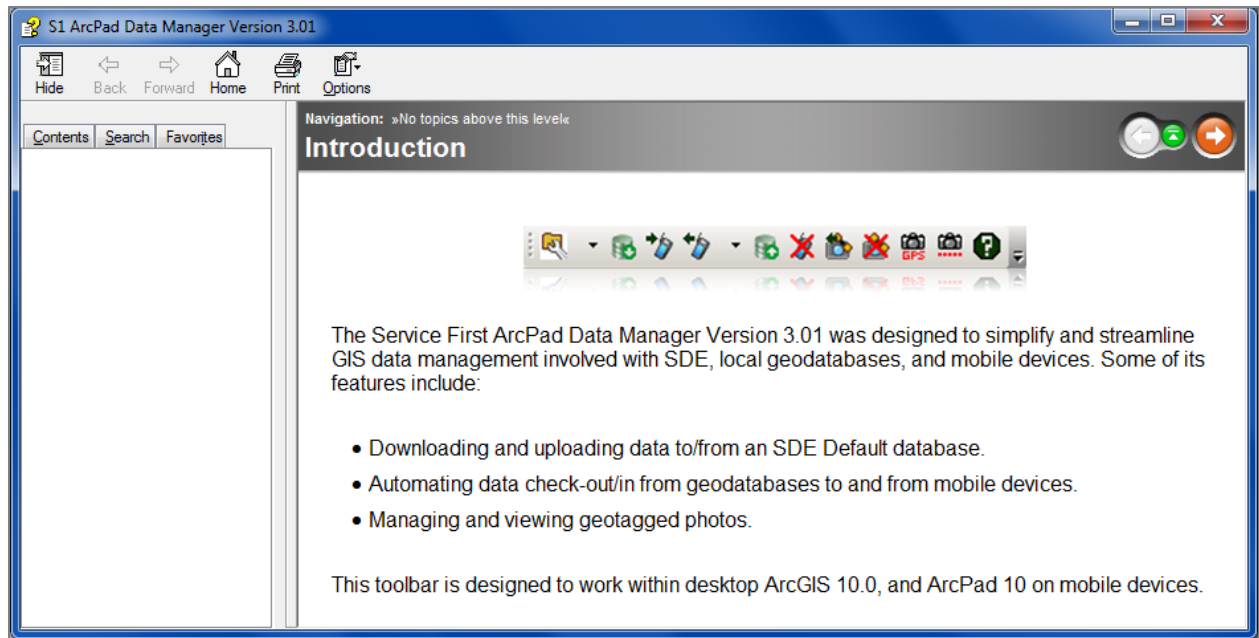 S1 ArcPad Data Manager Version 3.01
Hide Back Forward Home Print Options
Contents Search Favorites
Navigation: »No topics above this level«
Introduction
GPS
The Service First ArcPad Data Manager Version 3.01 was designed to simplify and streamline
GIS data management involved with SDE, local geodatabases, and mobile devices. Some of its
features include:
• Downloading and uploading data to/from an SDE Default database.
• Automating data check-out/in from geodatabases to and from mobile devices.
• Managing and viewing geotagged photos.
This toolbar is designed to work within desktop ArcGIS 10.0, and ArcPad 10 on mobile devices.